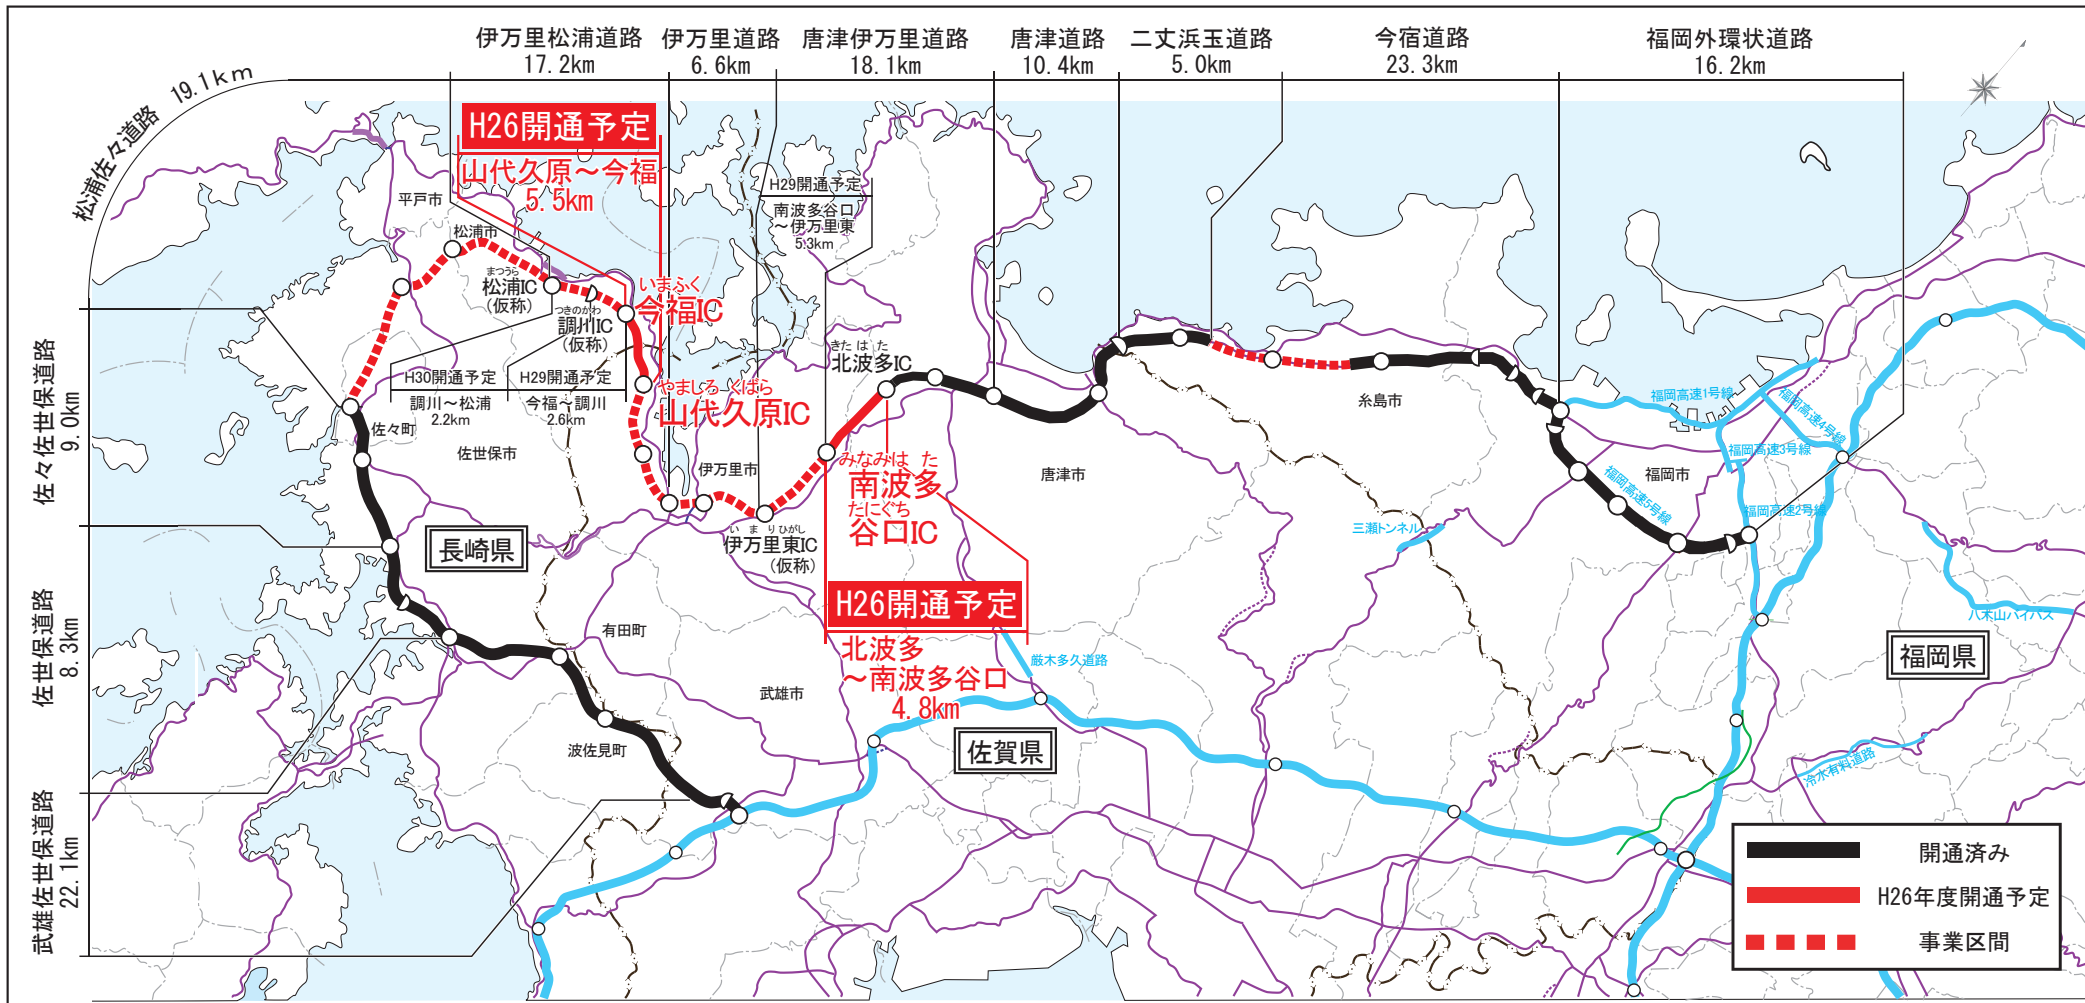 伊万里松浦道路
17.2km
伊万里道路
6.6km
唐津伊万里道路
18.1km
唐津道路
10.4km
二丈浜玉道路
5.0km
今宿道路
23.3km
福岡外環状道路
16.2km
松浦佐々道路 19.1km
佐々佐世保道路
9.0km
佐世保道路
8.3km
武雄佐世保道路
22.1km
H26開通予定
山代久原～今福
5.5km
H29開通予定
南波多谷口
～伊万里東
5.3km
平戸市
松浦市
まつうら
松浦IC
(仮称)
つきのかわ
調川IC
(仮称)
いまふく
今福IC
H30開通予定
調川～松浦
2.2km
H29開通予定
今福～調川
2.6km
やましろ くばら
山代久原IC
きた は た
北波多IC
佐々町
佐世保市
伊万里市
い ま り ひがし
伊万里東IC
(仮称)
みなみは た
南波多
たにぐち
谷口IC
唐津市
糸島市
福岡市
福岡高速1号線
福岡高速4号線
福岡高速3号線
福岡高速5号線
福岡高速2号線
三瀬トンネル
八木山バイパス
長崎県
福岡県
佐賀県
H26開通予定
北波多
～南波多谷口
4.8km
厳木多久道路
有田町
武雄市
波佐見町
冷水有料道路
開通済み
H26年度開通予定
事業区間